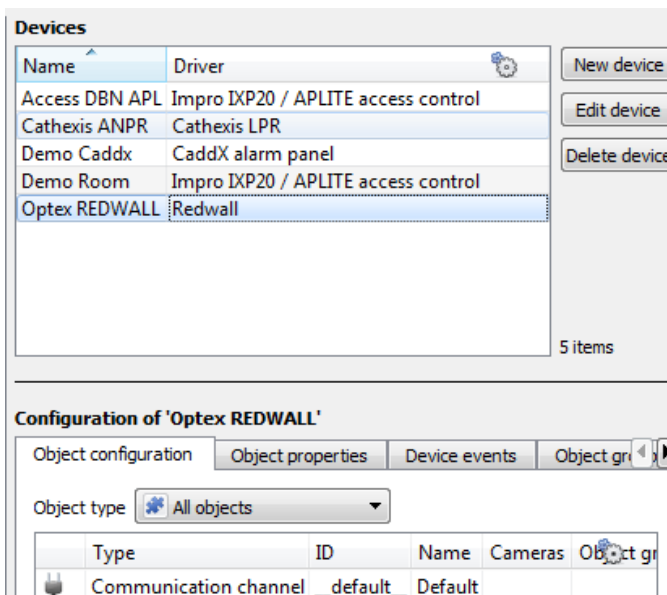 Devices
Name Driver
New device
Access DBN APL Impro IXP20 / APLITE access control
Edit device
Cathexis ANPR Cathexis LPR
Demo Caddx CaddX alarm panel
Delete device
Demo Room Impro IXP20 / APLITE access control
Optex REDWALL Redwall
5 items
Configuration of 'Optex REDWALL'
Object configuration Object properties Device events Object
Object type All objects
Type ID Name Cameras
Communication channel __default__ Default